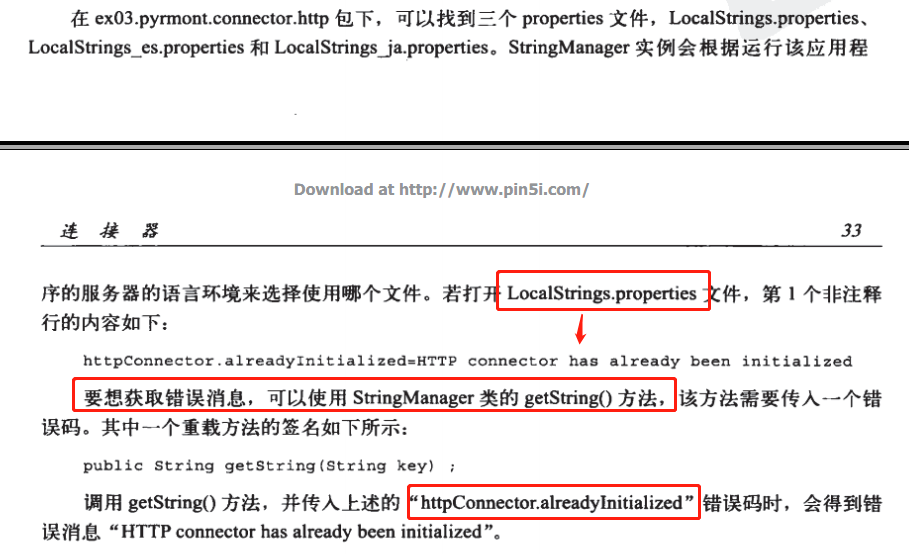 在 ex03.pyrmont.connector.http 包下，可以找到三个 properties 文件，LocalStrings.properties、
LocalStrings_es.properties 和 LocalStrings_ja.properties。StringManager 实例会根据运行该应用程
Download at http://www.pin5i.com/
连 接 器 33
序的服务器的语言环境来选择使用哪个文件。若打开 LocalStrings.properties 文件，第 1 个非注释
行的内容如下：
httpConnector.alreadyInitialized=HTTP connector has already been initialized
要想获取错误消息，可以使用 StringManager 类的 getString() 方法，该方法需要传入一个错
误码。其中一个重载方法的签名如下所示：
public String getString(String key) ;
调用 getString() 方法，并传入上述的 “httpConnector.alreadyInitialized” 错误码时，会得到错
误消息 “HTTP connector has already been initialized”。